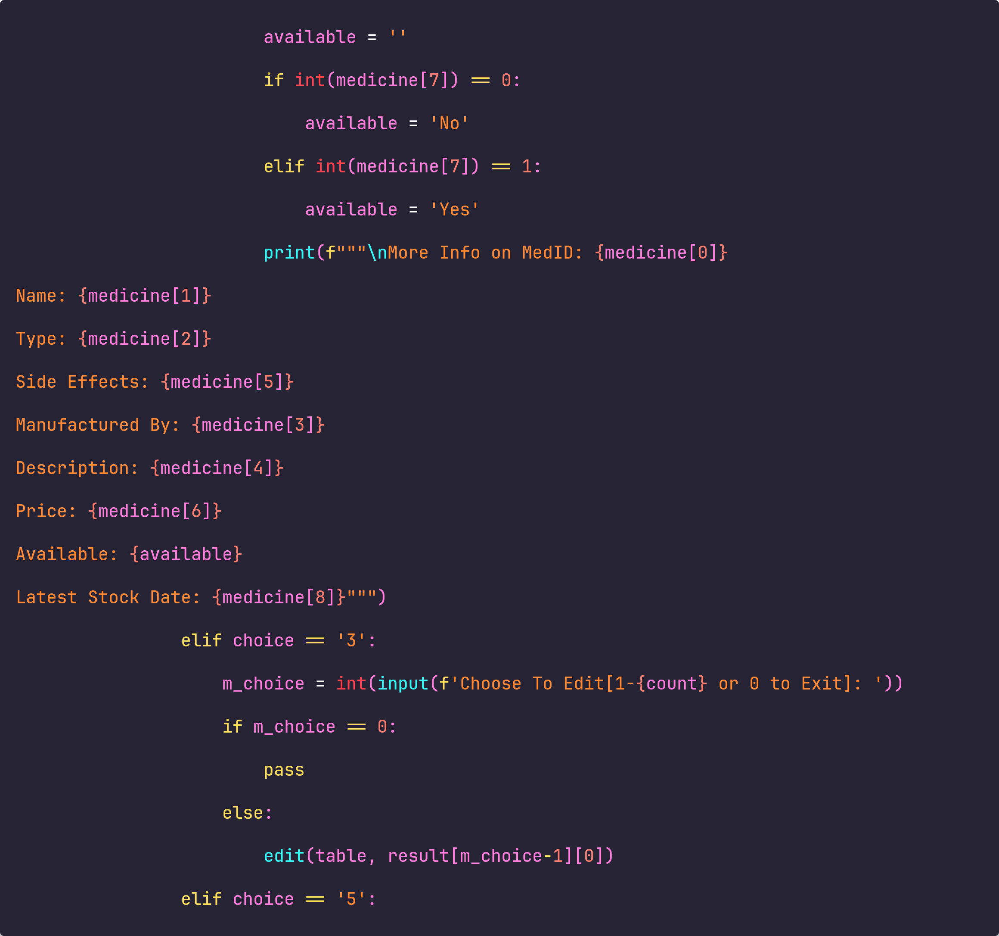 available = ''
                        if int(medicine[7]) == 0:
                            available = 'No'
                        elif int(medicine[7]) == 1:
                            available = 'Yes'
                        print(f"""\nMore Info on MedID: {medicine[0]}
Name: {medicine[1]}
Type: {medicine[2]}
Side Effects: {medicine[5]}
Manufactured By: {medicine[3]}
Description: {medicine[4]}
Price: {medicine[6]}
Available: {available}
Latest Stock Date: {medicine[8]}""")
                elif choice == '3':
                    m_choice = int(input(f'Choose To Edit[1-{count} or 0 to Exit]: '))
                    if m_choice == 0:
                        pass
                    else:
                        edit(table, result[m_choice-1][0])
                elif choice == '5':